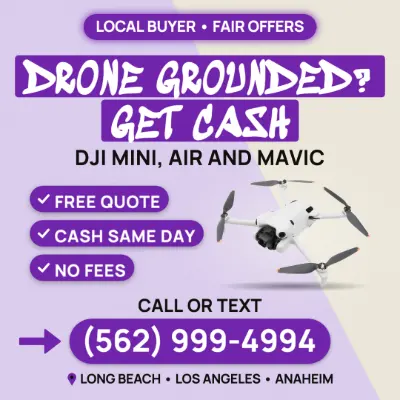 LOCAL BUYER • FAIR OFFERS
DRONE GROUNDED?
GET CASH
DJI MINI, AIR AND MAVIC
FREE QUOTE
CASH SAME DAY
NO FEES
CALL OR TEXT
(562) 999-4994
LONG BEACH • LOS ANGELES • ANAHEIM